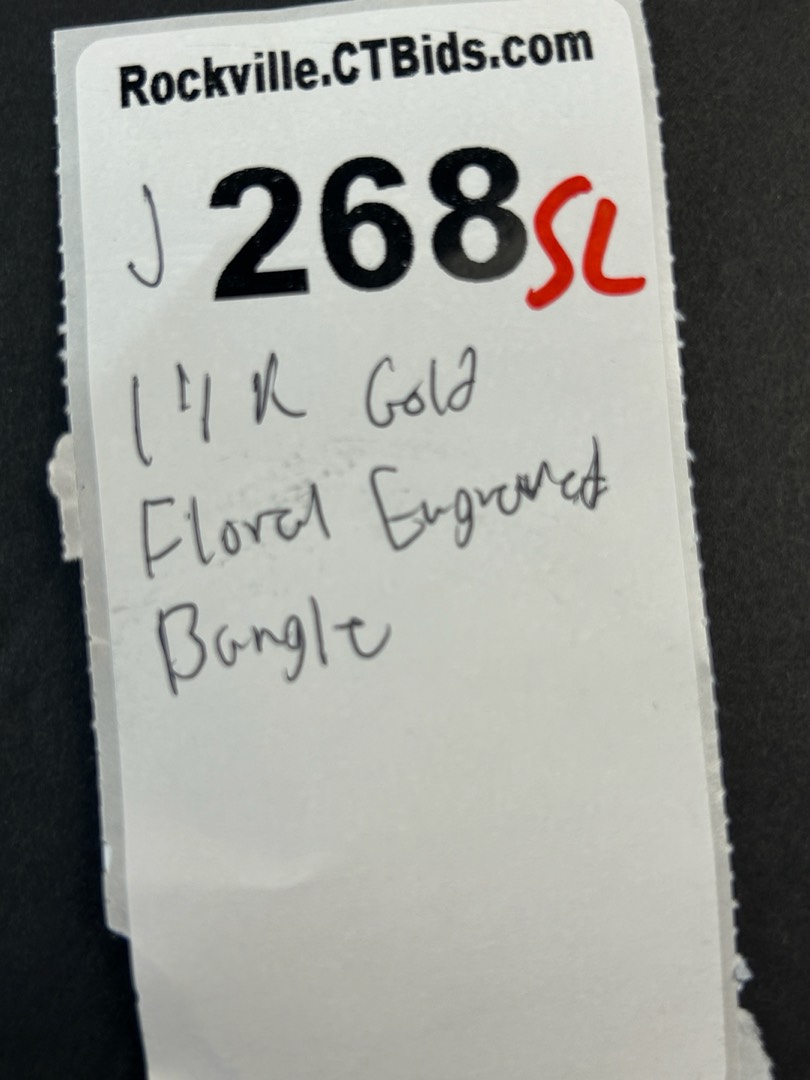 Rockville.CTBids.com
J 268 SL
14K Gold
Floral Engraved
Bangle